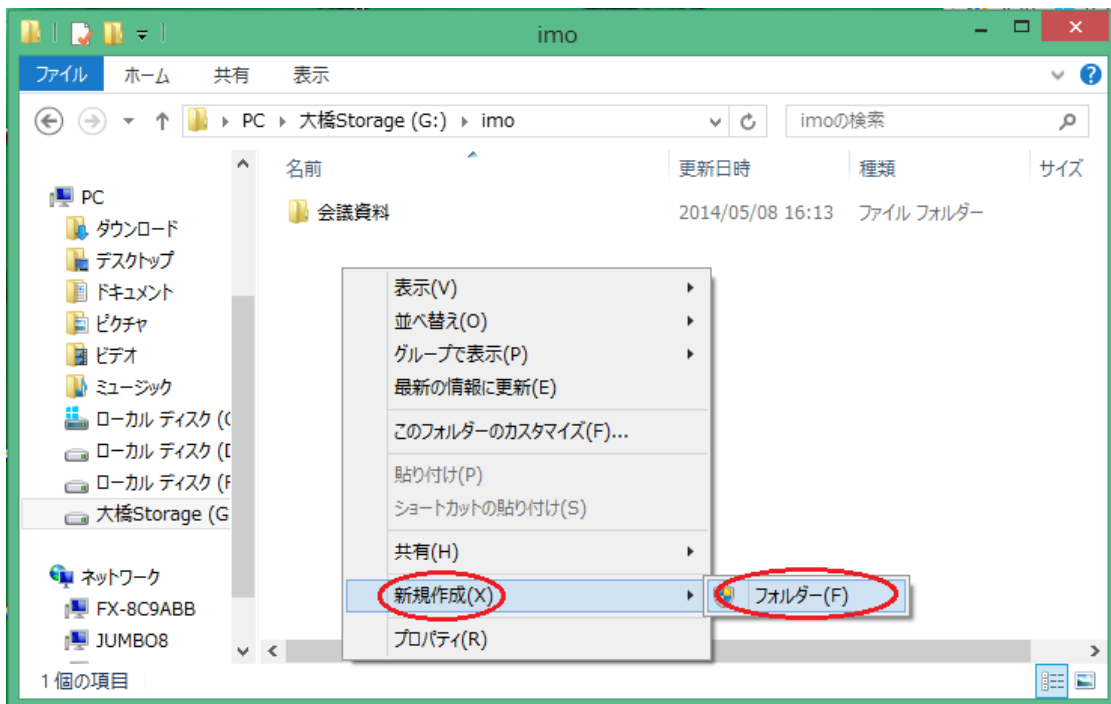 imo
ファイル ホーム 共有 表示
PC 大橋Storage (G:) imo imoの検索
名前 更新日時 種類 サイズ
会議資料 2014/05/08 16:13 ファイル フォルダー
PC
ダウンロード
デスクトップ
ドキュメント
ピクチャ
ビデオ
ミュージック
ローカル ディスク (C
ローカル ディスク (D
ローカル ディスク (F
大橋Storage (G
ネットワーク
FX-8C9ABB
JUMBO8
表示(V)
並べ替え(O)
グループで表示(P)
最新の情報に更新(E)
このフォルダーのカスタマイズ(F)...
貼り付け(P)
ショートカットの貼り付け(S)
共有(H)
新規作成(X)
フォルダー(F)
プロパティ(R)
1 個の項目